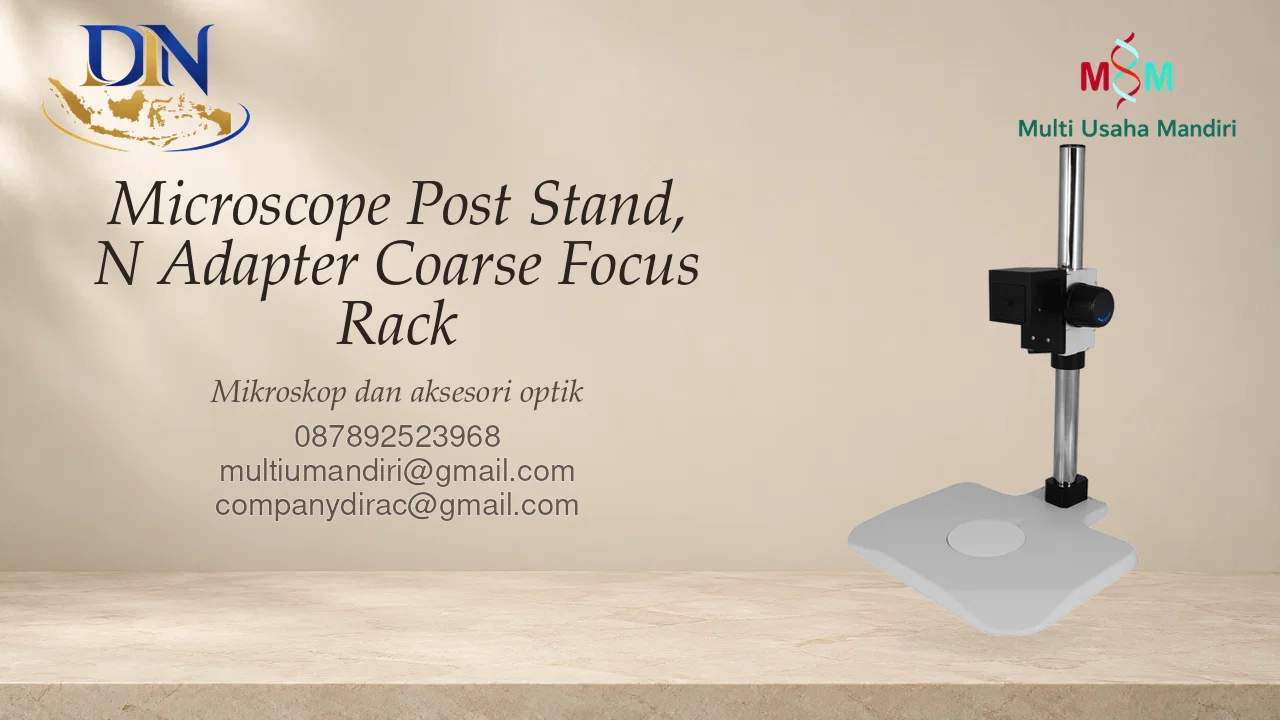 DN
M M
Multi Usaha Mandiri
Microscope Post Stand,
N Adapter Coarse Focus
Rack
Mikroskop dan aksesori optik
087892523968
multiumandiri@gmail.com
companydirac@gmail.com